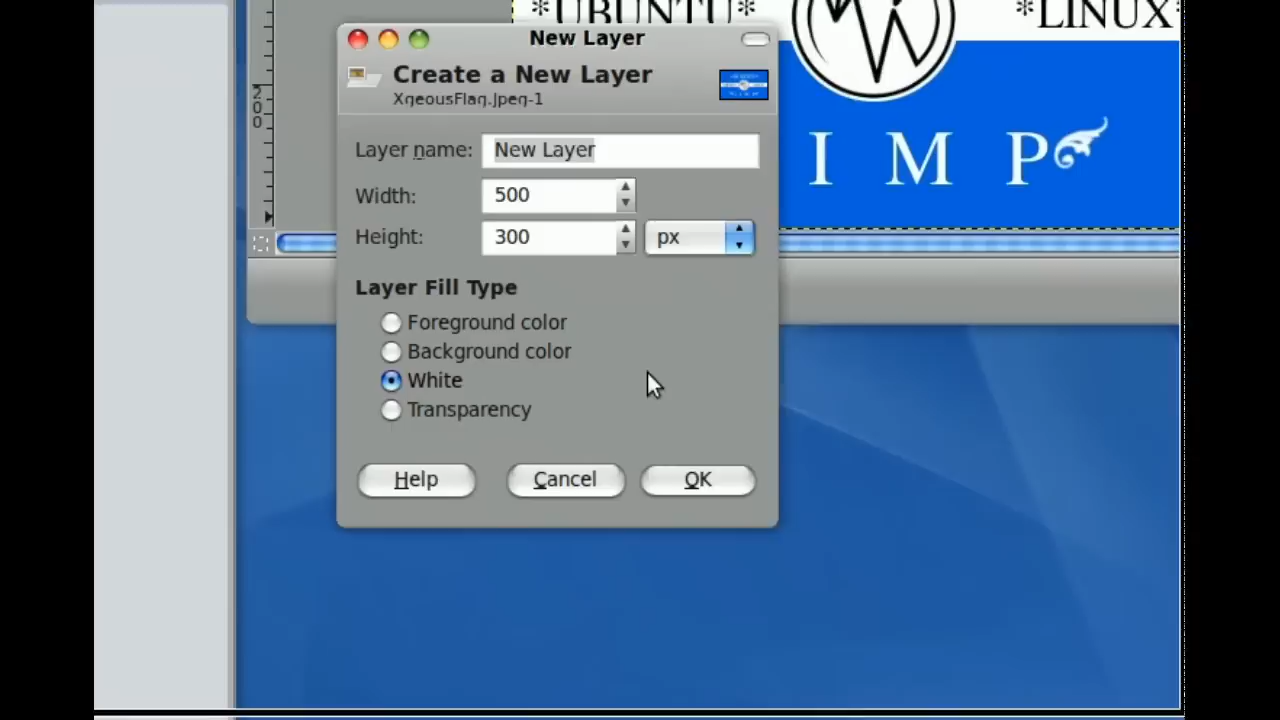 *UBUNTU*
*LINUX*
New Layer
Create a New Layer
XgeousFlag.jpeg-1
200
I M P
Layer name: New Layer
Width: 500
Height: 300 px
Layer Fill Type
Foreground color
Background color
White
Transparency
Help Cancel OK